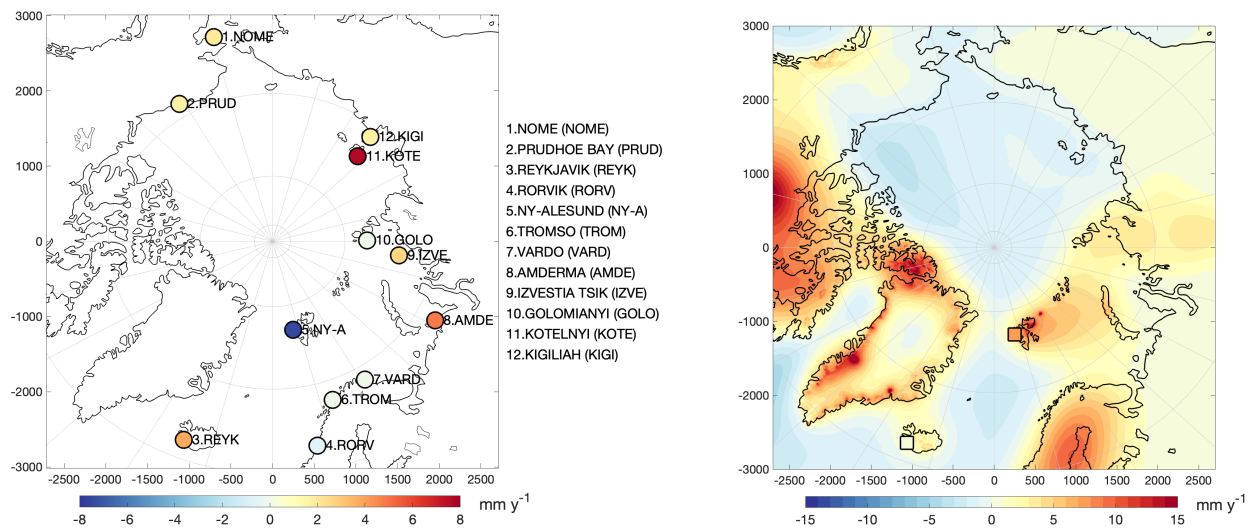 3000
2000
1000
0
-1000
-2000
-3000
-2500 -2000 -1500 -1000 -500 0 500 1000 1500 2000 2500
1.NOME
2.PRUD
12.KIGI
11.KOTE
10.GOLO
9.IZVE
8.AMDE
5.NY-A
7.VARD
6.TROM
3.REYK
4.RORV
-8 -6 -4 -2 0 2 4 6 8
mm y-1
1.NOME (NOME)
2.PRUDHOE BAY (PRUD)
3.REYKJAVIK (REYK)
4.RORVIK (RORV)
5.NY-ALESUND (NY-A)
6.TROMSO (TROM)
7.VARDO (VARD)
8.AMDERMA (AMDE)
9.IZVESTIA TSIK (IZVE)
10.GOLOMIANYI (GOLO)
11.KOTELNYI (KOTE)
12.KIGILIAH (KIGI)
3000
2000
1000
0
-1000
-2000
-3000
-2500 -2000 -1500 -1000 -500 0 500 1000 1500 2000 2500
-15 -10 -5 0 5 10 15
mm y-1